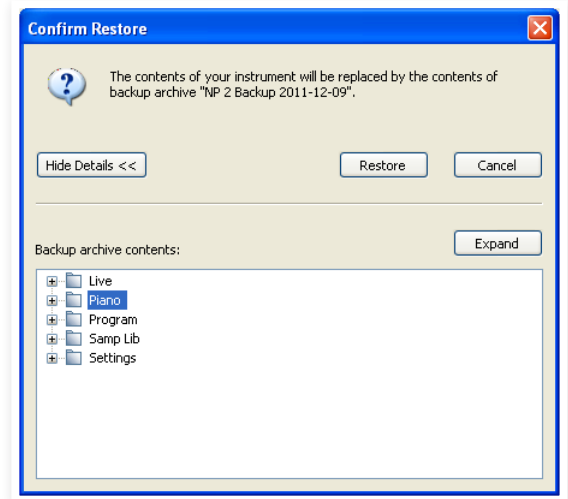 Confirm Restore
The contents of your instrument will be replaced by the contents of
backup archive "NP 2 Backup 2011-12-09".
Hide Details <<
Restore
Cancel
Expand
Backup archive contents:
Live
Piano
Program
Samp Lib
Settings